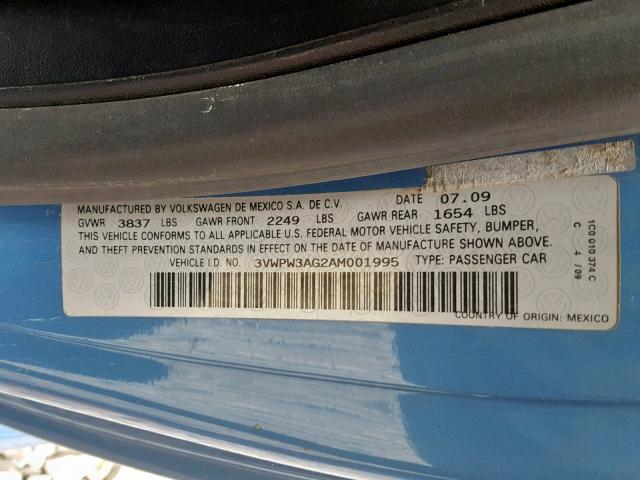 MANUFACTURED BY VOLKSWAGEN DE MEXICO S.A. DE C.V. DATE 07.09
GVWR 3837 LBS GAWR FRONT 2249 LBS GAWR REAR 1654 LBS
THIS VEHICLE CONFORMS TO ALL APPLICABLE U.S. FEDERAL MOTOR VEHICLE SAFETY, BUMPER,
AND THEFT PREVENTION STANDARDS IN EFFECT ON THE DATE OF MANUFACTURE SHOWN ABOVE.
VEHICLE I.D. NO. 3VWPW3AG2AM001995 TYPE: PASSENGER CAR
COUNTRY OF ORIGIN: MEXICO
1C0 010 374 C
C 4 / 09